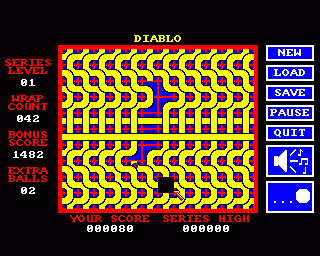 DIABLO
SERIES
LEVEL
01
WRAP
COUNT
042
BONUS
SCORE
1482
EXTRA
BALLS
02
NEW
LOAD
SAVE
PAUSE
QUIT
YOUR SCORE SERIES HIGH
000080 000000